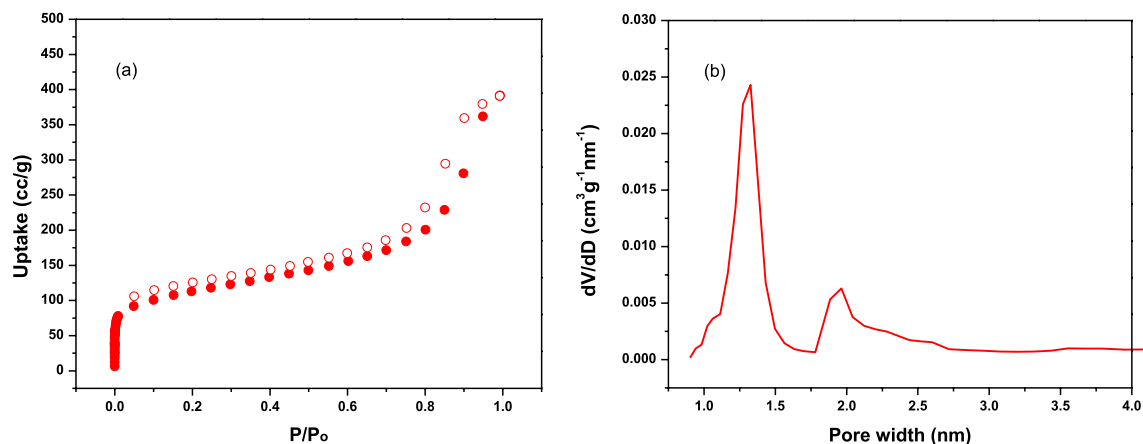 (a)
500
450
400
350
300
250
200
150
100
50
0
Uptake (cc/g)
0.0 0.2 0.4 0.6 0.8 1.0
P/Po
(b)
0.030
0.025
0.020
0.015
0.010
0.005
0.000
dV/dD (cm³g⁻¹nm⁻¹)
1.0 1.5 2.0 2.5 3.0 3.5 4.0
Pore width (nm)